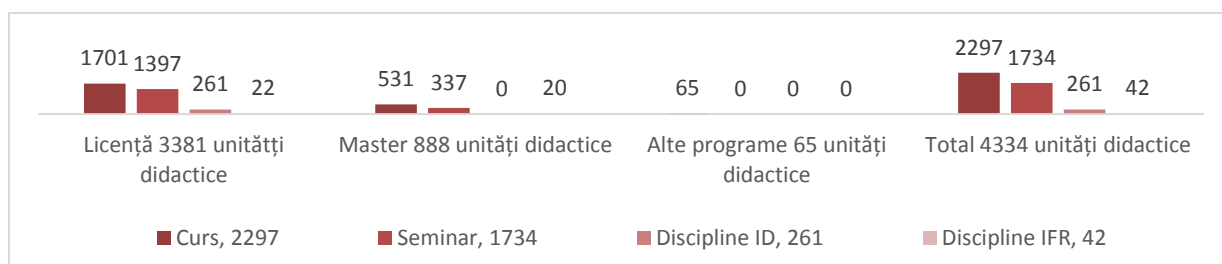 1701 1397 261 22
531 337 0 20
65 0 0 0
2297 1734 261 42
Licență 3381 unitătți
didactice
Master 888 unități didactice
Alte programe 65 unități
didactice
Total 4334 unități didactice
Curs, 2297
Seminar, 1734
Discipline ID, 261
Discipline IFR, 42